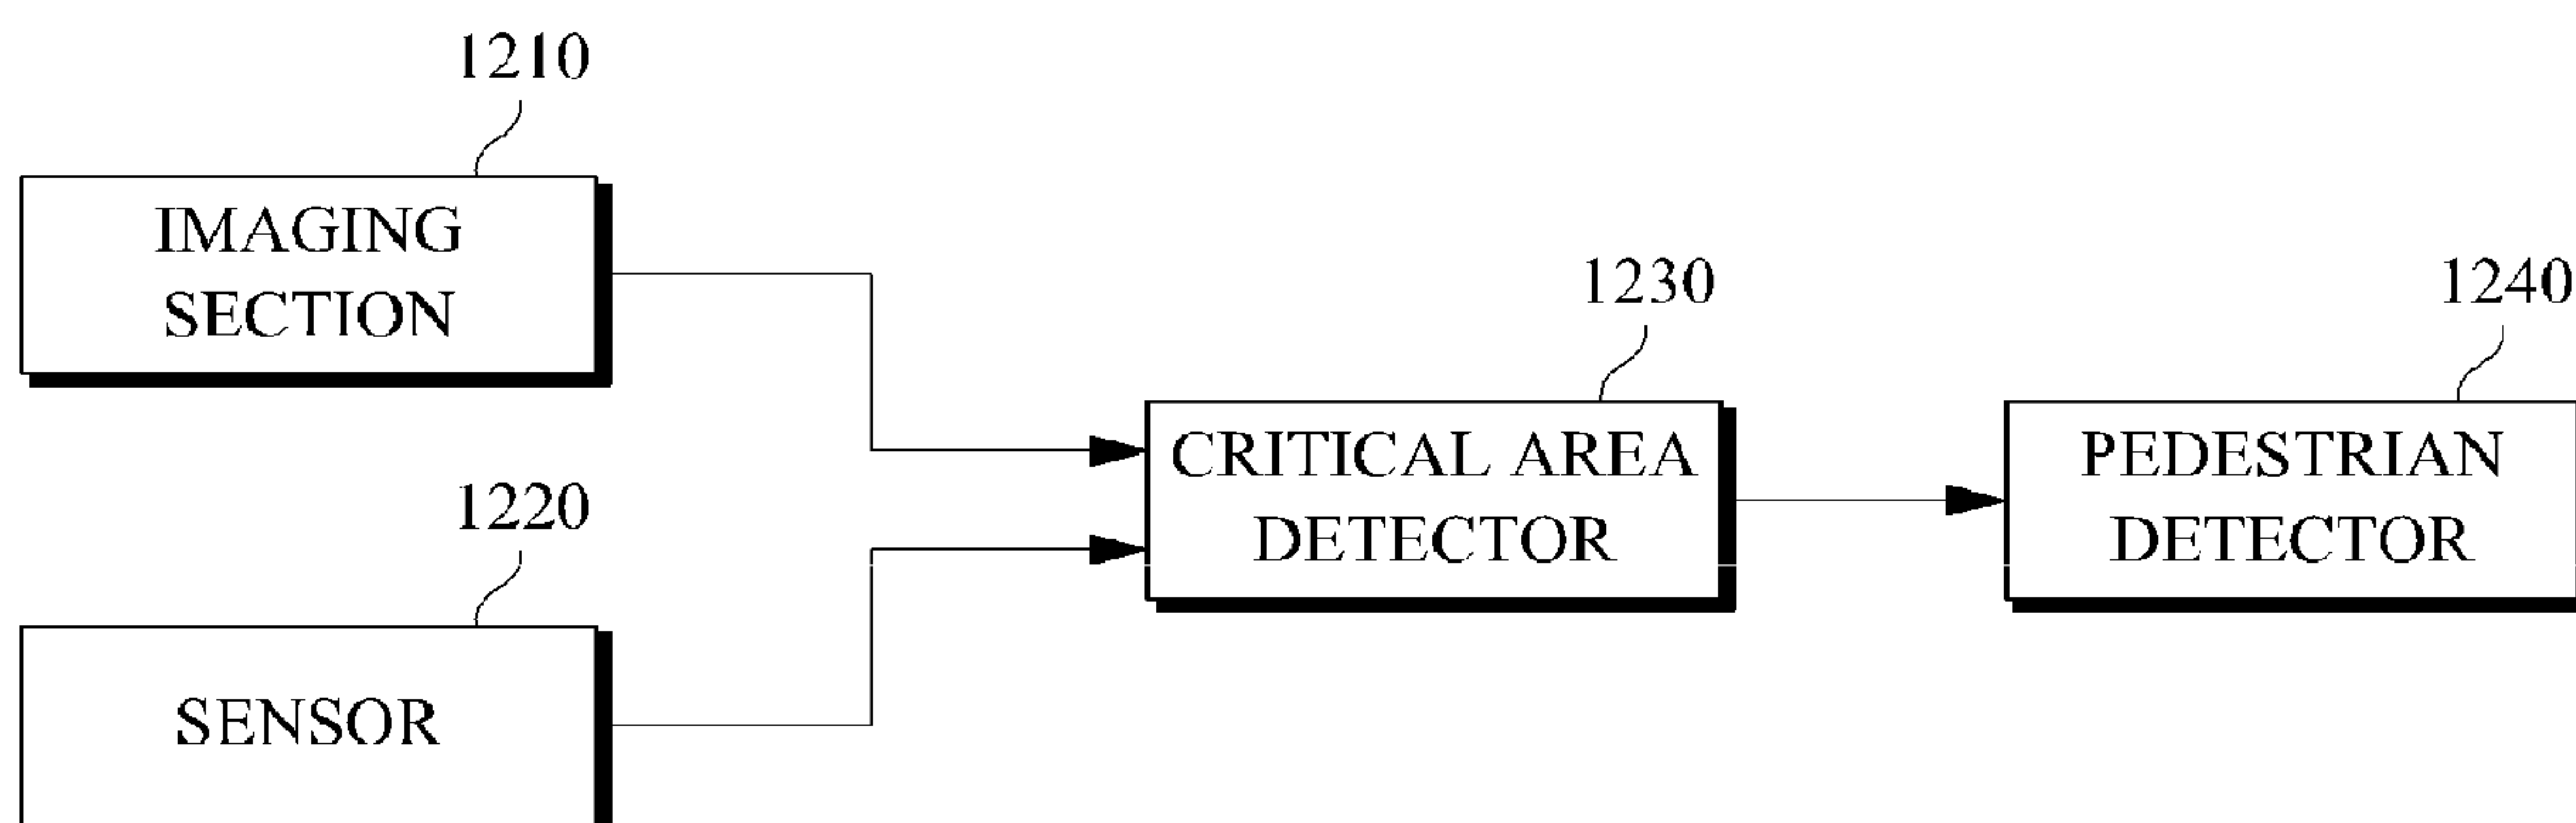 1210
IMAGING
SECTION
1220
SENSOR
1230
CRITICAL AREA
DETECTOR
1240
PEDESTRIAN
DETECTOR